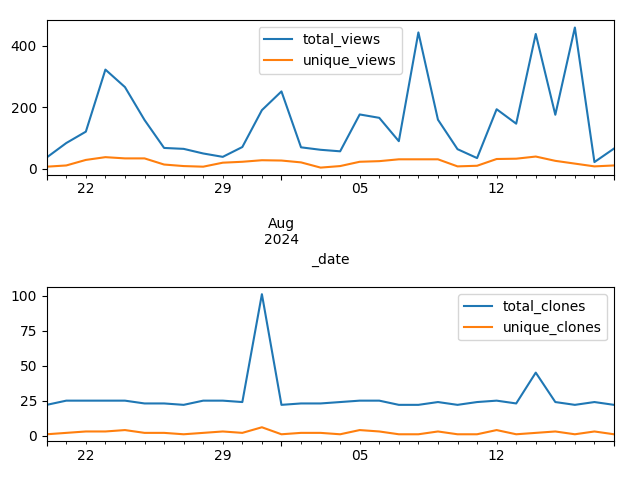 400
200
0
total_views
unique_views
22
29
05
12
Aug
2024
_date
100
75
50
25
0
total_clones
unique_clones
22
29
05
12